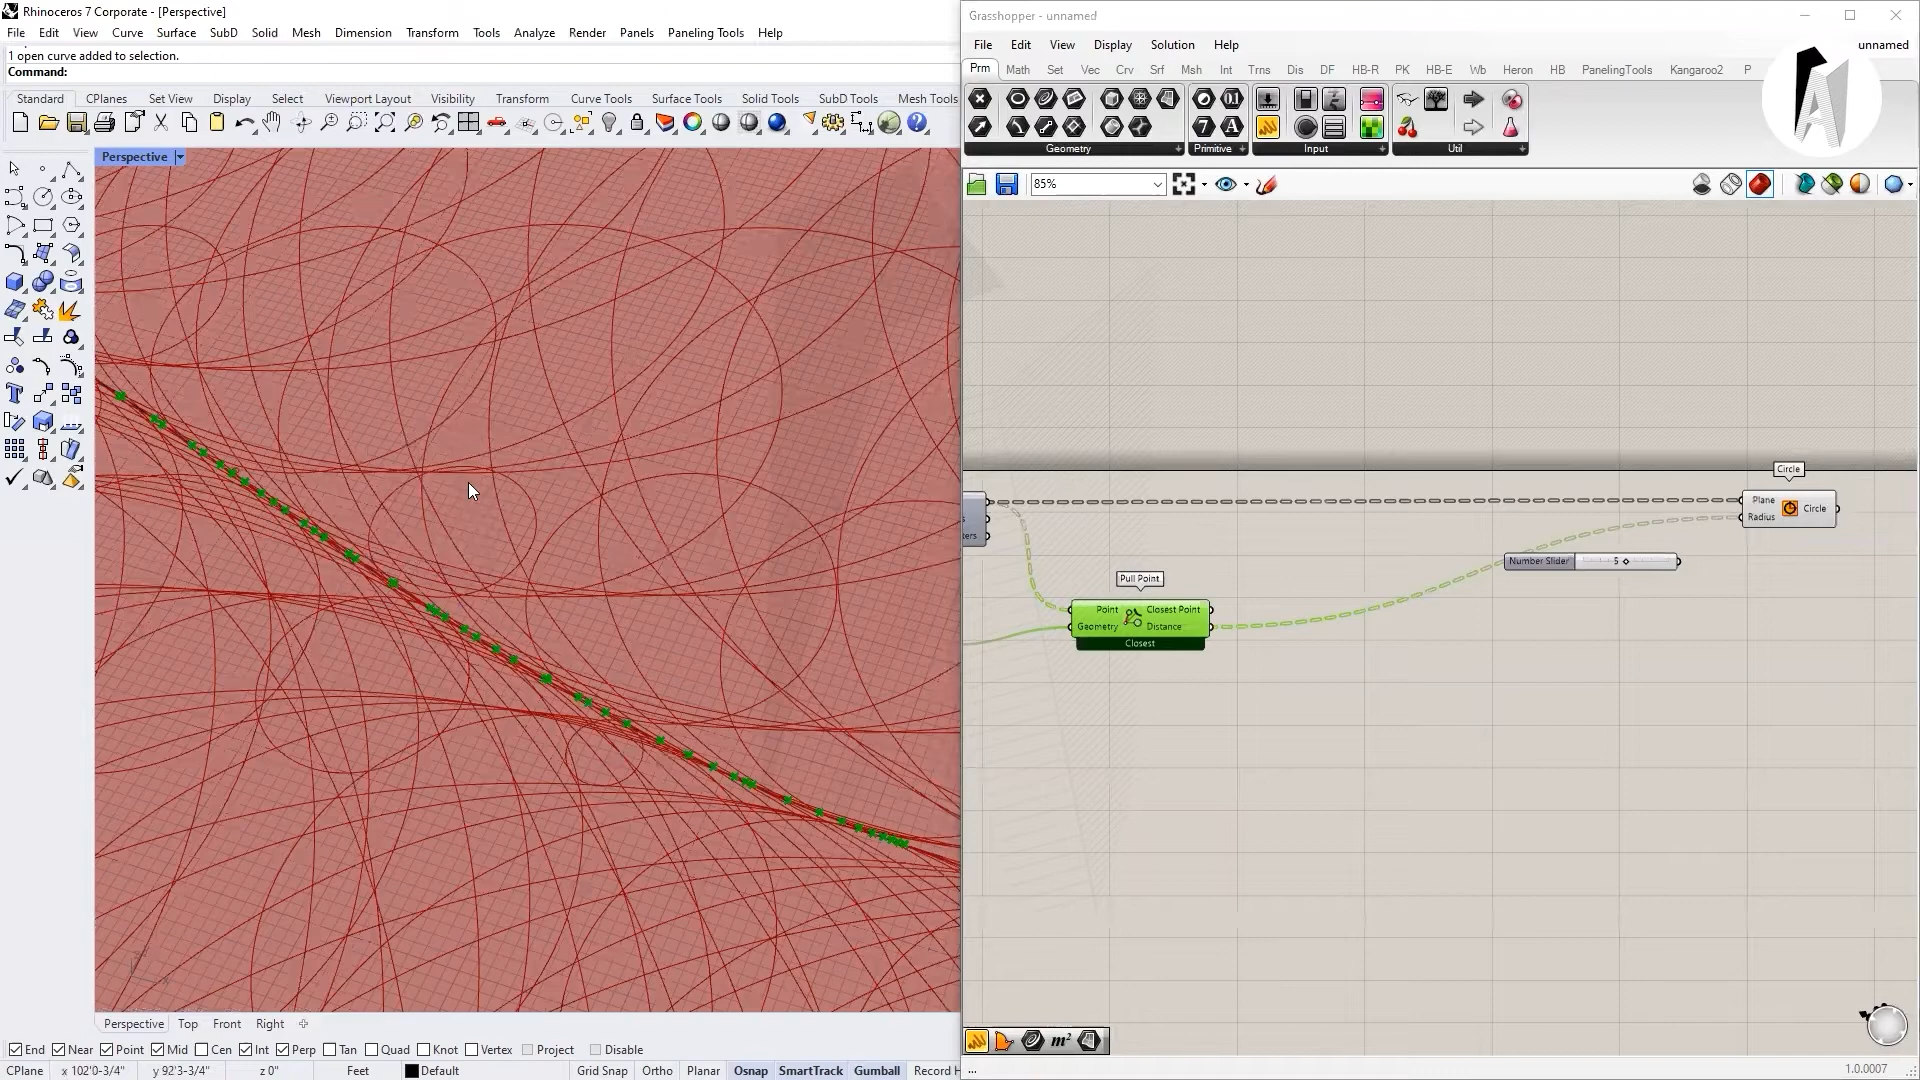 Rhinoceros 7 Corporate - [Perspective]
File Edit View Curve Surface SubD Solid Mesh Dimension Transform Tools Analyze Render Panels Paneling Tools Help
1 open curve added to selection.
Command:
Standard CPlanes Set View Display Select Viewport Layout Visibility Transform Curve Tools Surface Tools Solid Tools SubD Tools Mesh Tools
Perspective
Perspective Top Front Right
End Near Point Mid Cen Int Perp Tan Quad Knot Vertex Project Disable
CPlane x 102'0-3/4" y 92'3-3/4" z 0" Feet Default Grid Snap Ortho Planar Osnap SmartTrack Gumball Record H
Grasshopper - unnamed
File Edit View Display Solution Help unnamed
Prm Math Set Vec Crv Srf Msh Int Trns Dis DF HB-R PK HB-E Wb Heron HB PanelingTools Kangaroo2 P
Geometry Primitive Input Util
85%
Circle
Plane Circle
Radius
s
ters
Number Slider 5
Pull Point
Point Closest Point
Geometry Distance
Closest
m²
... 1.0.0007